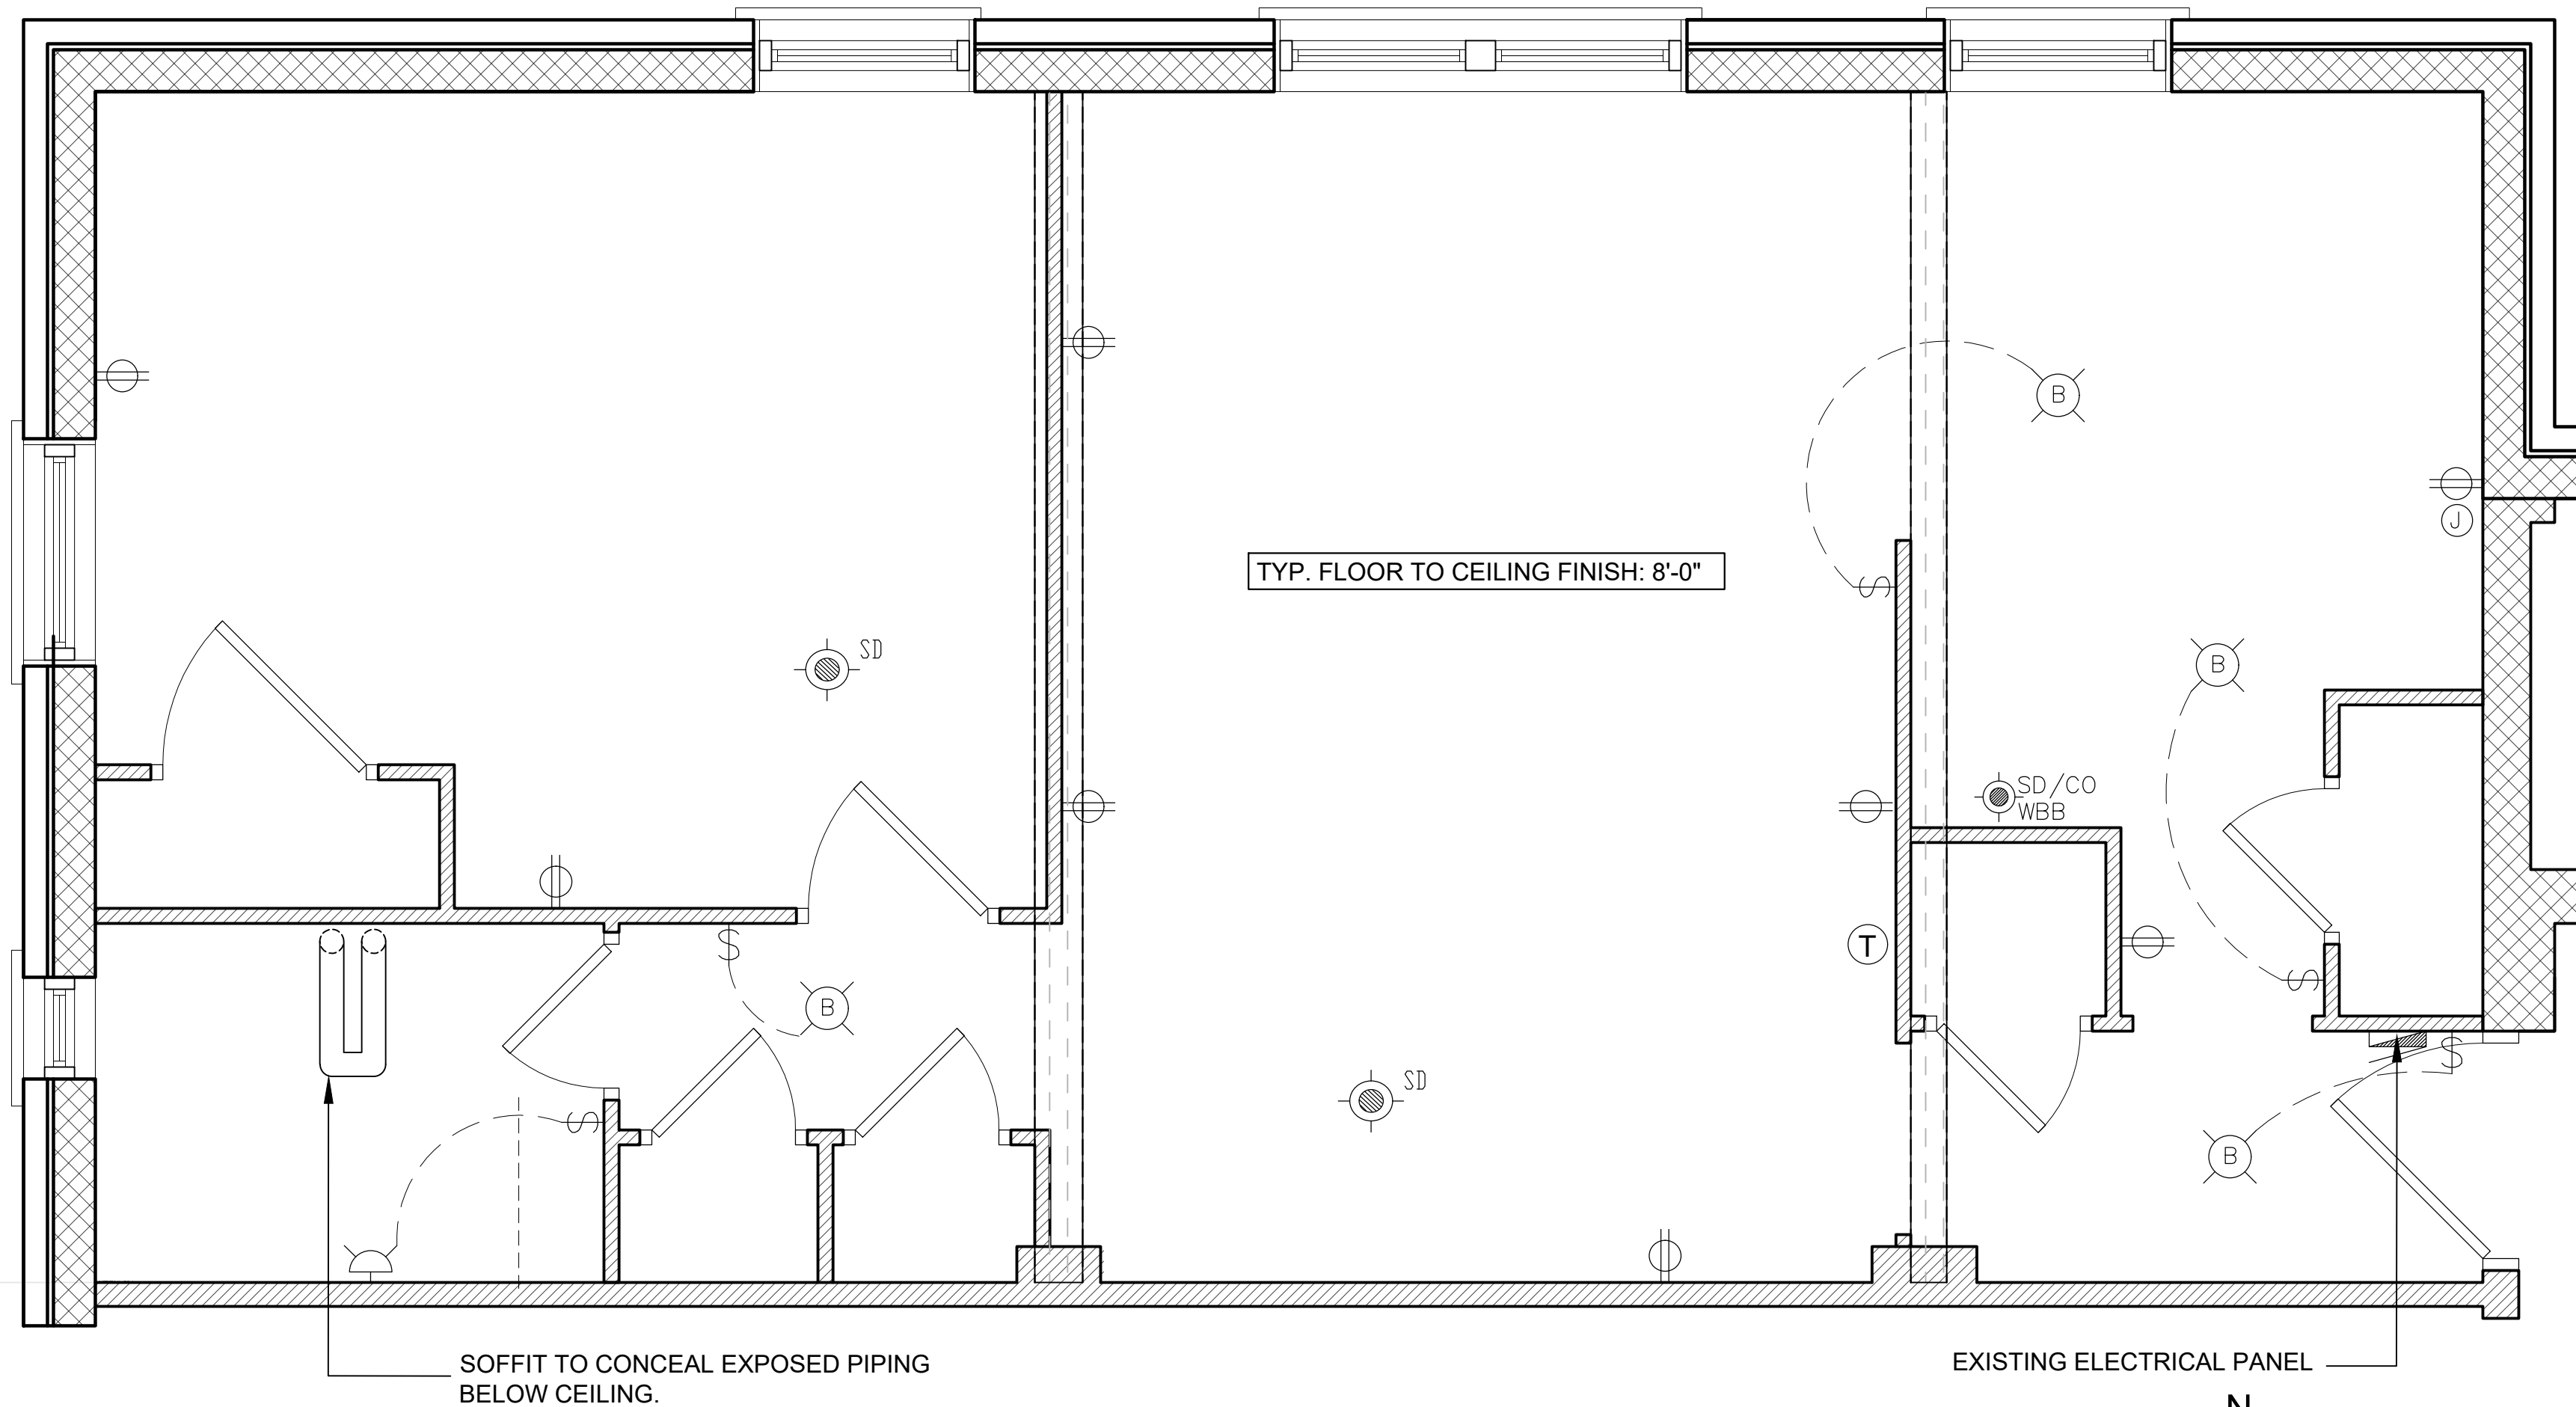 B
J
TYP. FLOOR TO CEILING FINISH: 8'-0"
S
SD
B
SD/CO
WBB
S
T
S
B
S
SD
S
S
B
SOFFIT TO CONCEAL EXPOSED PIPING
BELOW CEILING.
EXISTING ELECTRICAL PANEL
N